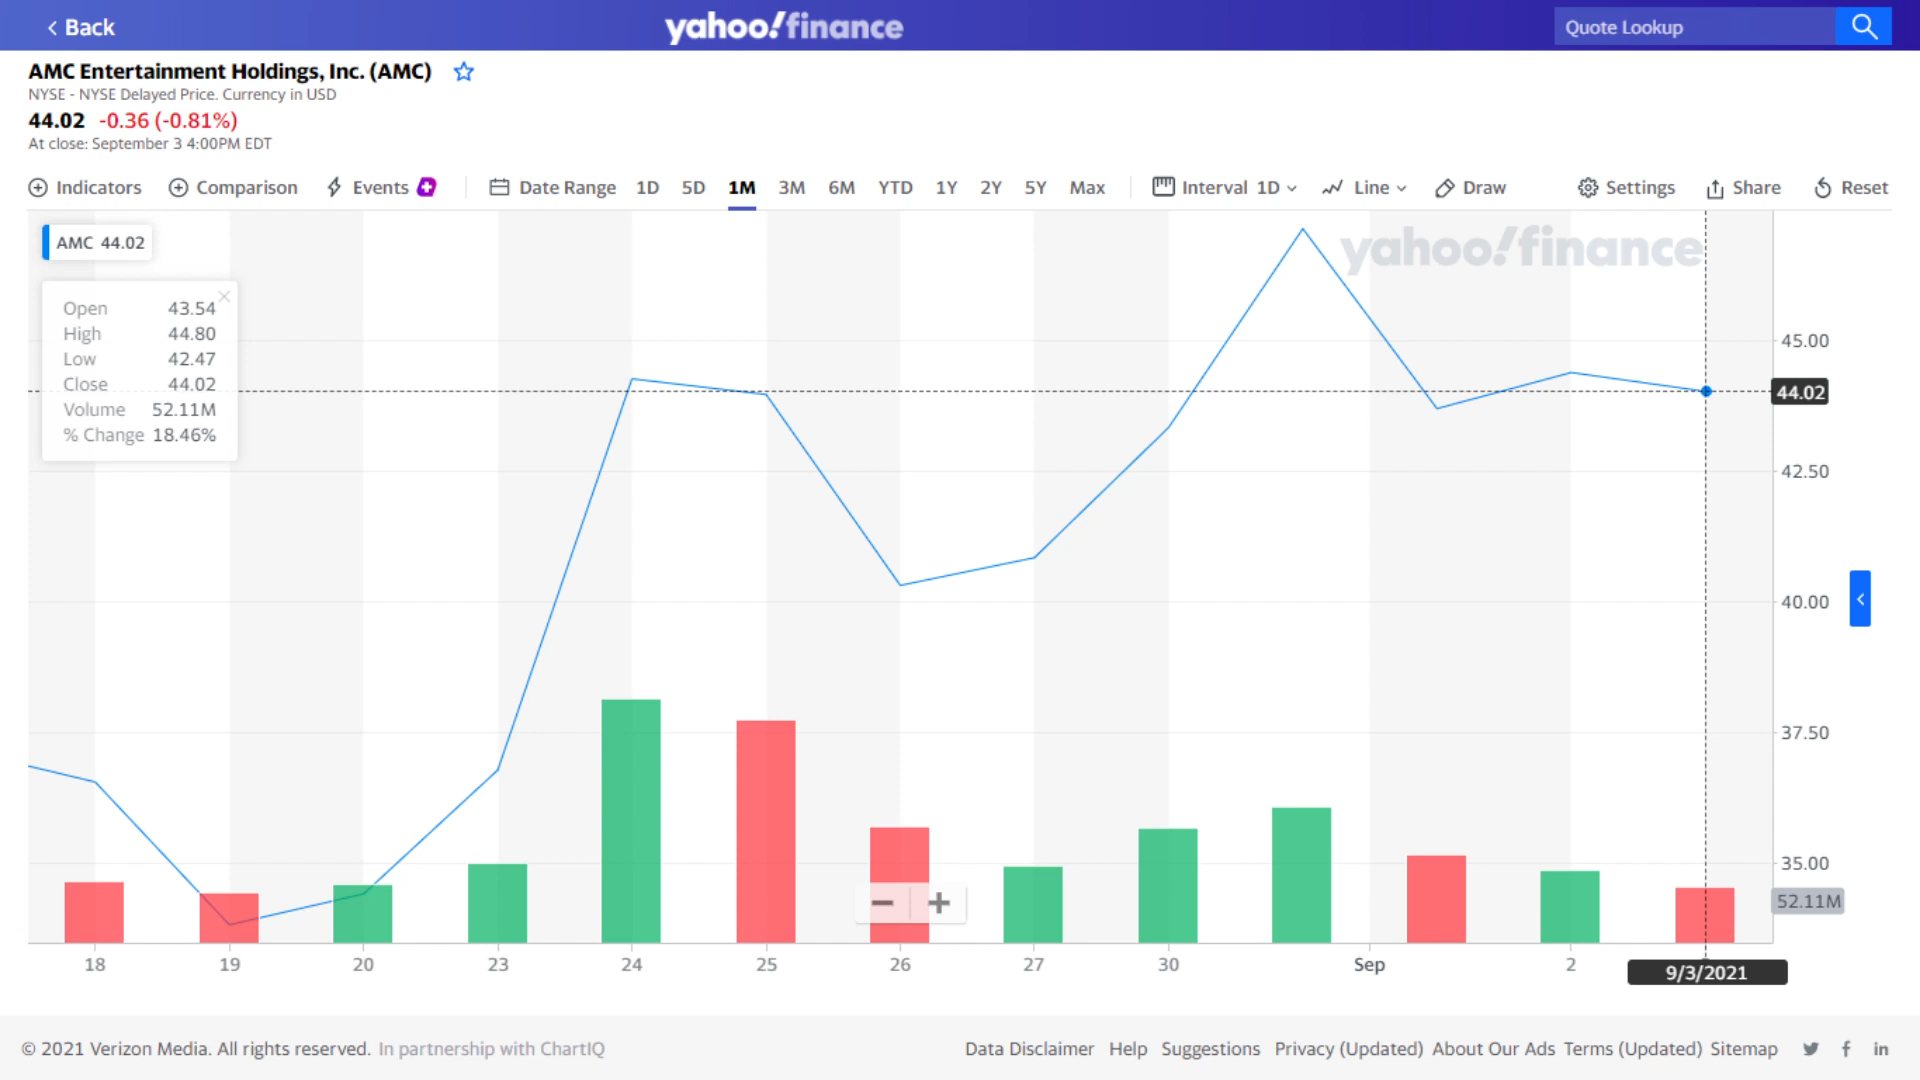 Back
yahoo!finance
Quote Lookup
AMC Entertainment Holdings, Inc. (AMC)
NYSE - NYSE Delayed Price. Currency in USD
44.02 -0.36 (-0.81%)
At close: September 3 4:00PM EDT
Indicators Comparison Events Date Range 1D 5D 1M 3M 6M YTD 1Y 2Y 5Y Max Interval 1D Line Draw Settings Share Reset
AMC 44.02
yahoo!finance
Open 43.54
High 44.80
Low 42.47
Close 44.02
Volume 52.11M
% Change 18.46%
45.00
44.02
42.50
40.00
37.50
35.00
52.11M
18 19 20 23 24 25 26 27 30 Sep 2 9/3/2021
© 2021 Verizon Media. All rights reserved. In partnership with ChartIQ
Data Disclaimer Help Suggestions Privacy (Updated) About Our Ads Terms (Updated) Sitemap